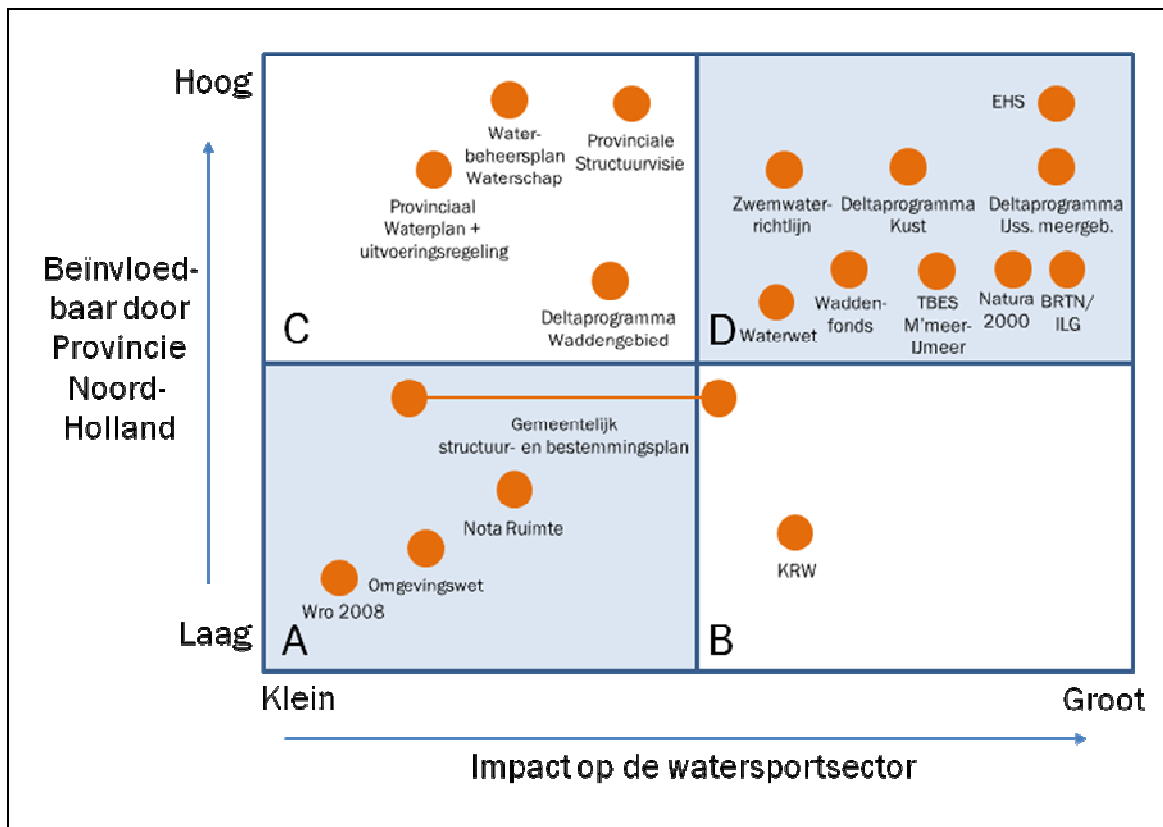 Hoog
Beïnvloed-
baar door
Provincie
Noord-
Holland
Laag
Water-
beheersplan
Waterschap
Provinciale
Structuurvisie
Provinciaal
Waterplan +
uitvoeringsregeling
Deltaprogramma
Waddengebied
C
EHS
Zwemwater-
richtlijn
Deltaprogramma
Kust
Deltaprogramma
IJss. meergeb.
Waterwet
Wadden-
fonds
TBES
M'meer-
IJmeer
Natura
2000
BRTN/
ILG
D
Gemeentelijk
structuur- en bestemmingsplan
Nota Ruimte
Omgevingswet
Wro 2008
A
KRW
B
Klein
Groot
Impact op de watersportsector